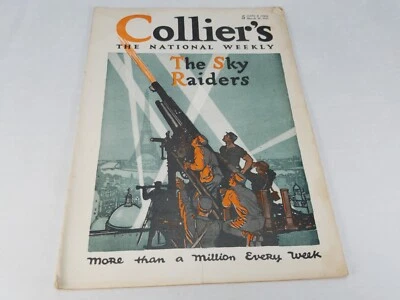 Collier's
THE NATIONAL WEEKLY
The Sky
Raiders
More than a Million Every Week